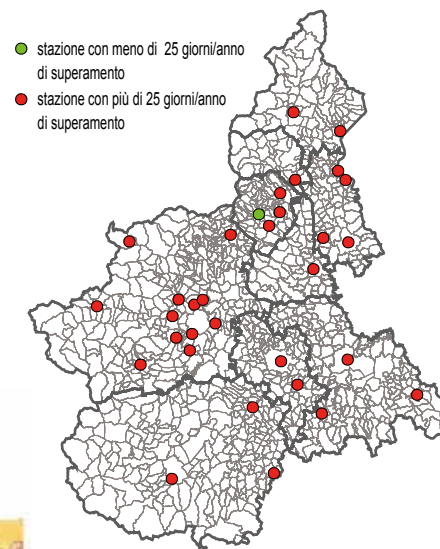 stazione con meno di 25 giorni/anno
di superamento
stazione con più di 25 giorni/anno
di superamento